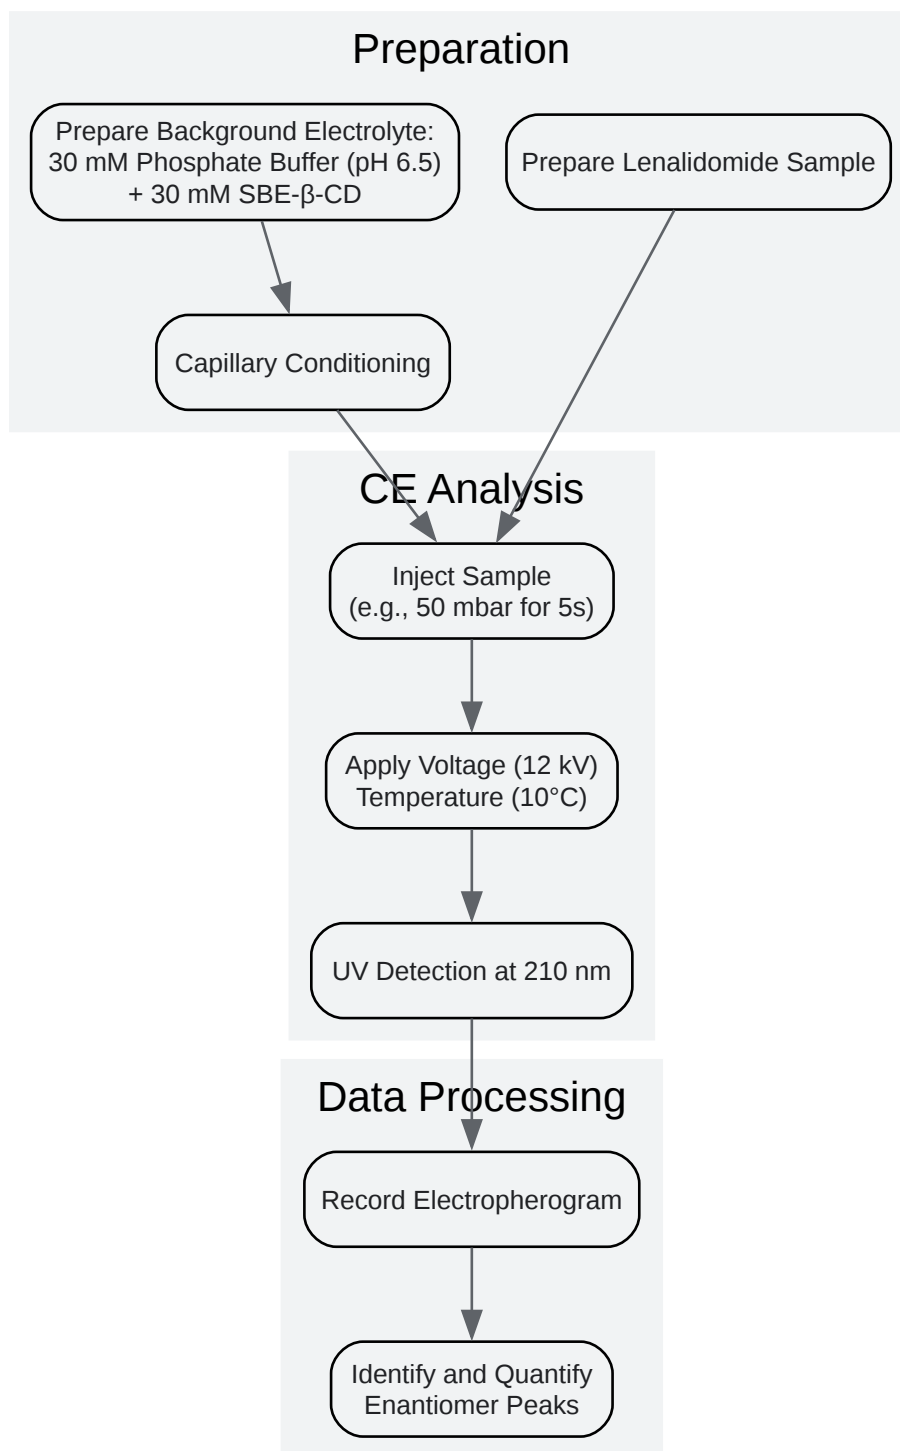 Preparation
Prepare Background Electrolyte:
30 mM Phosphate Buffer (pH 6.5)
+ 30 mM SBE-β-CD
Prepare Lenalidomide Sample
Capillary Conditioning
CE Analysis
Inject Sample
(e.g., 50 mbar for 5s)
Apply Voltage (12 kV)
Temperature (10°C)
UV Detection at 210 nm
Data Processing
Record Electropherogram
Identify and Quantify
Enantiomer Peaks